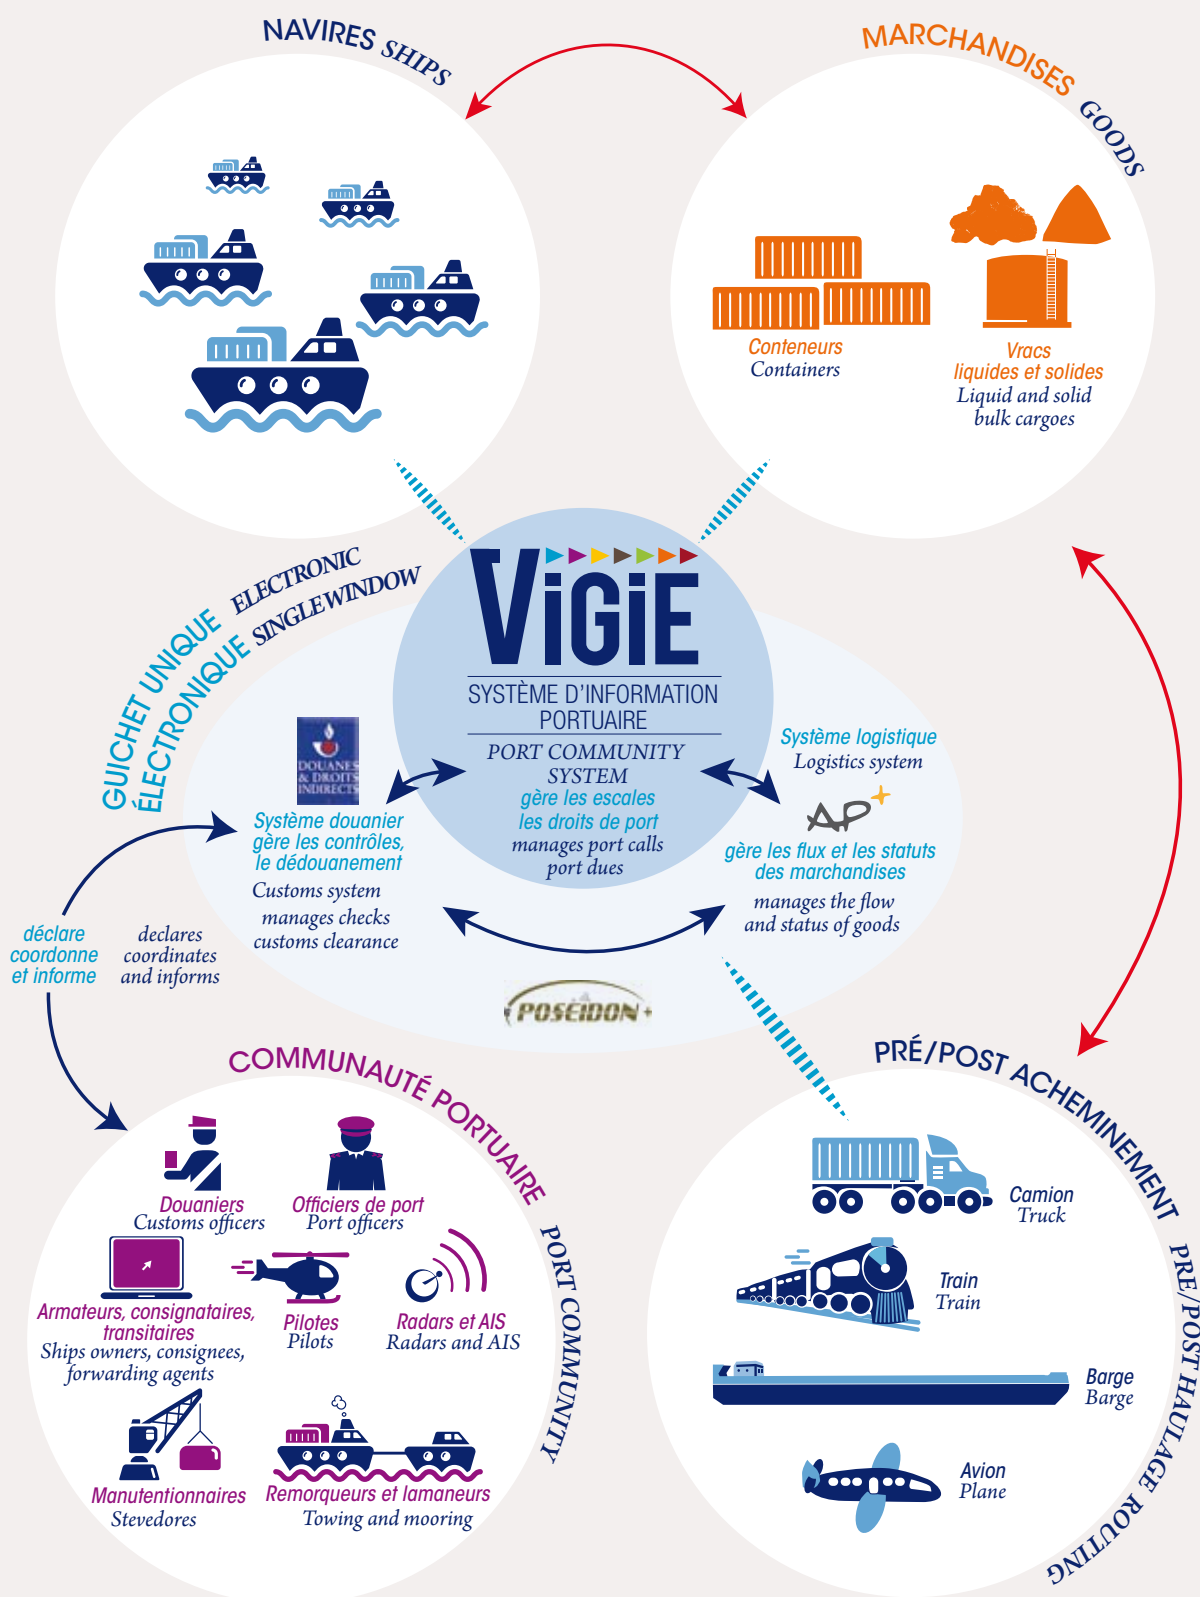 NAVIRES SHIPS
MARCHANDISES GOODS
Conteneurs
Containers
Vracs
liquides et solides
Liquid and solid
bulk cargoes
GUICHET UNIQUE ELECTRONIC
ÉLECTRONIQUE SINGLE WINDOW
ViGiE
SYSTÈME D'INFORMATION
PORTUAIRE
PORT COMMUNITY
SYSTEM
gère les escales
les droits de port
manages port calls
port dues
DOUANES
& DROITS
INDIRECTS
Système douanier
gère les contrôles,
le dédouanement
Customs system
manages checks
customs clearance
Système logistique
Logistics system
AP+
gère les flux et les statuts
des marchandises
manages the flow
and status of goods
déclare
coordonne
et informe
declares
coordinates
and informs
POSÉIDON+
COMMUNAUTÉ PORTUAIRE PORT COMMUNITY
Douaniers
Customs officers
Officiers de port
Port officers
Armateurs, consignataires,
transitaires
Ships owners, consignees,
forwarding agents
Pilotes
Pilots
Radars et AIS
Radars and AIS
Manutentionnaires
Stevedores
Remorqueurs et lamaneurs
Towing and mooring
PRÉ/POST ACHEMINEMENT PRE/POST HAULAGE ROUTING
Camion
Truck
Train
Train
Barge
Barge
Avion
Plane